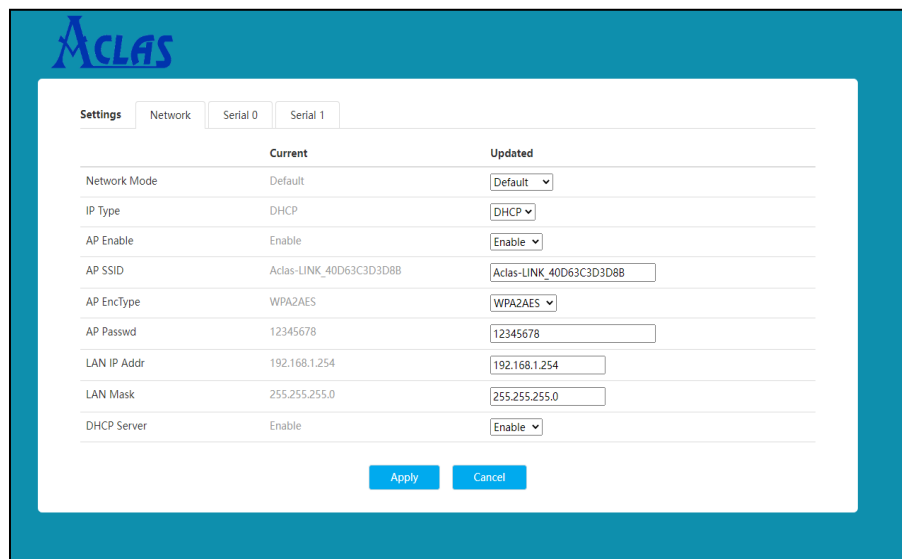 ACLAS
Settings Network Serial 0 Serial 1
Current Updated
Network Mode Default Default
IP Type DHCP DHCP
AP Enable Enable Enable
AP SSID Aclas-LINK_40D63C3D3D8B Aclas-LINK_40D63C3D3D8B
AP EncType WPA2AES WPA2AES
AP Passwd 12345678 12345678
LAN IP Addr 192.168.1.254 192.168.1.254
LAN Mask 255.255.255.0 255.255.255.0
DHCP Server Enable Enable
Apply Cancel